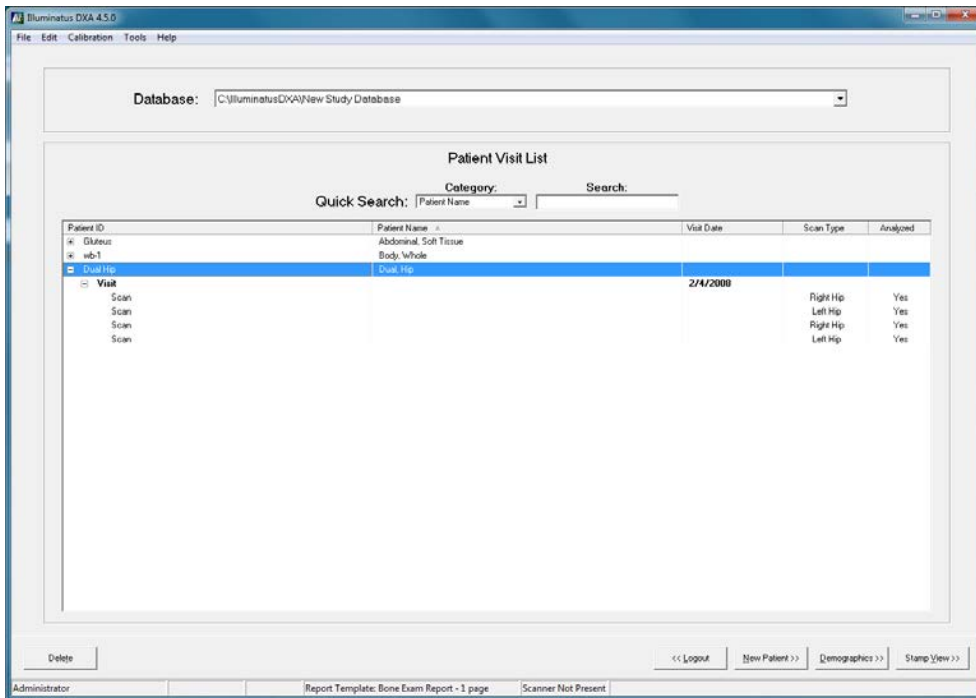 Illuminatus DXA 4.5.0
File Edit Calibration Tools Help
Database: C:\IlluminatusDXA\New Study Database
Patient Visit List
Category: Search:
Quick Search: Patient Name
Patient ID Patient Name Visit Date Scan Type Analyzed
Gluteus Abdominal, Soft Tissue
wb-1 Body, Whole
Dual Hip Dual, Hip
Visit 2/4/2008
Scan Right Hip Yes
Scan Left Hip Yes
Scan Right Hip Yes
Scan Left Hip Yes
Delete << Logout New Patient >> Demographics >> Stamp View >>
Administrator Report Template: Bone Exam Report - 1 page Scanner Not Present